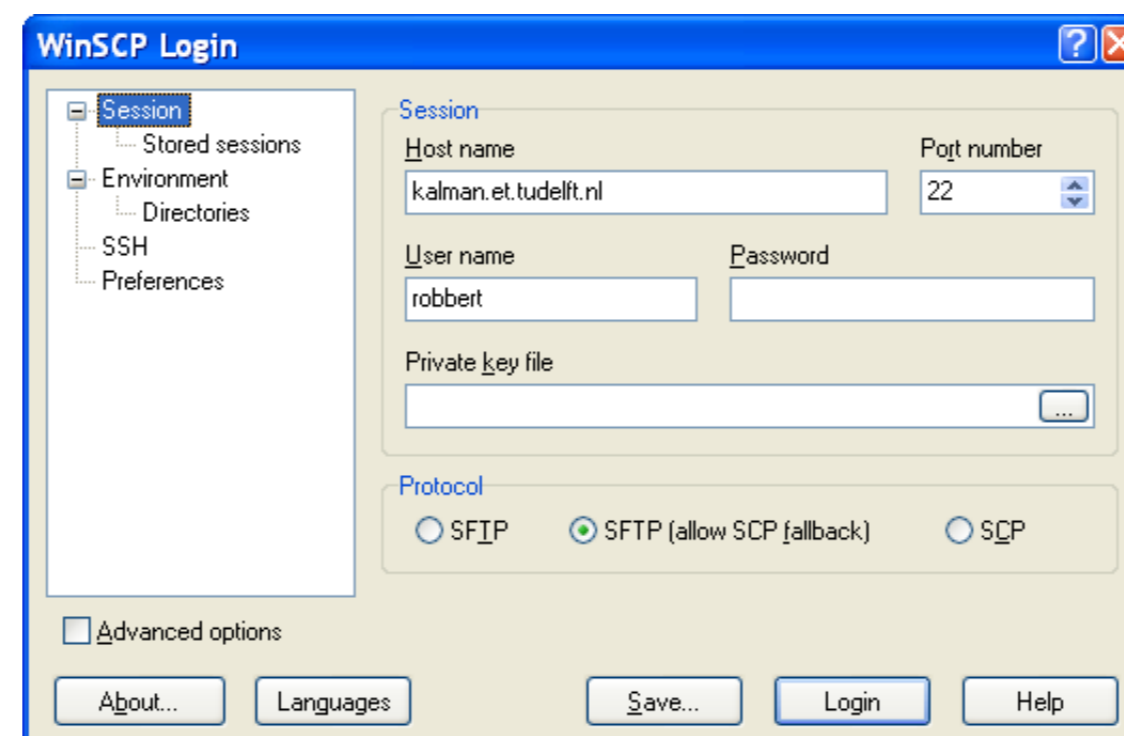 WinSCP Login
Session
Stored sessions
Environment
Directories
SSH
Preferences
Session
Host name Port number
kalman.et.tudelft.nl 22
User name Password
robbert
Private key file
...
Protocol
SFTP SFTP (allow SCP fallback) SCP
Advanced options
About... Languages Save... Login Help